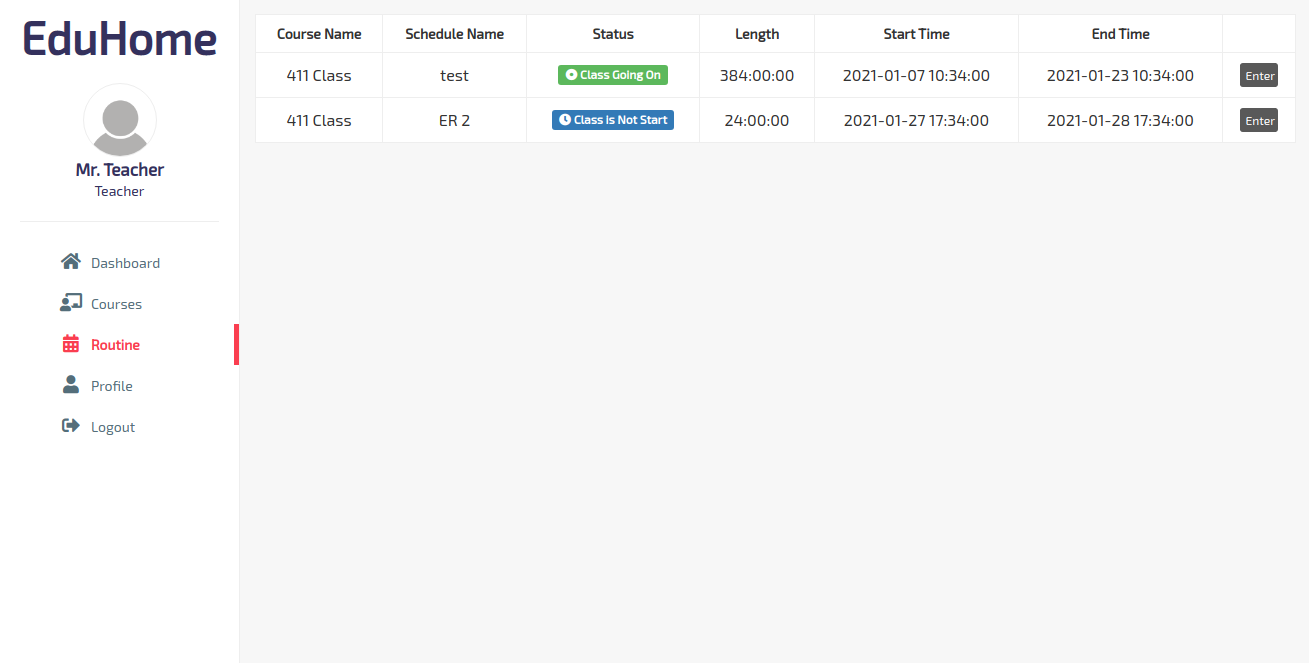 EduHome
Mr. Teacher
Teacher
Dashboard
Courses
Routine
Profile
Logout
Course Name Schedule Name Status Length Start Time End Time
411 Class test Class Going On 384:00:00 2021-01-07 10:34:00 2021-01-23 10:34:00 Enter
411 Class ER 2 Class Is Not Start 24:00:00 2021-01-27 17:34:00 2021-01-28 17:34:00 Enter